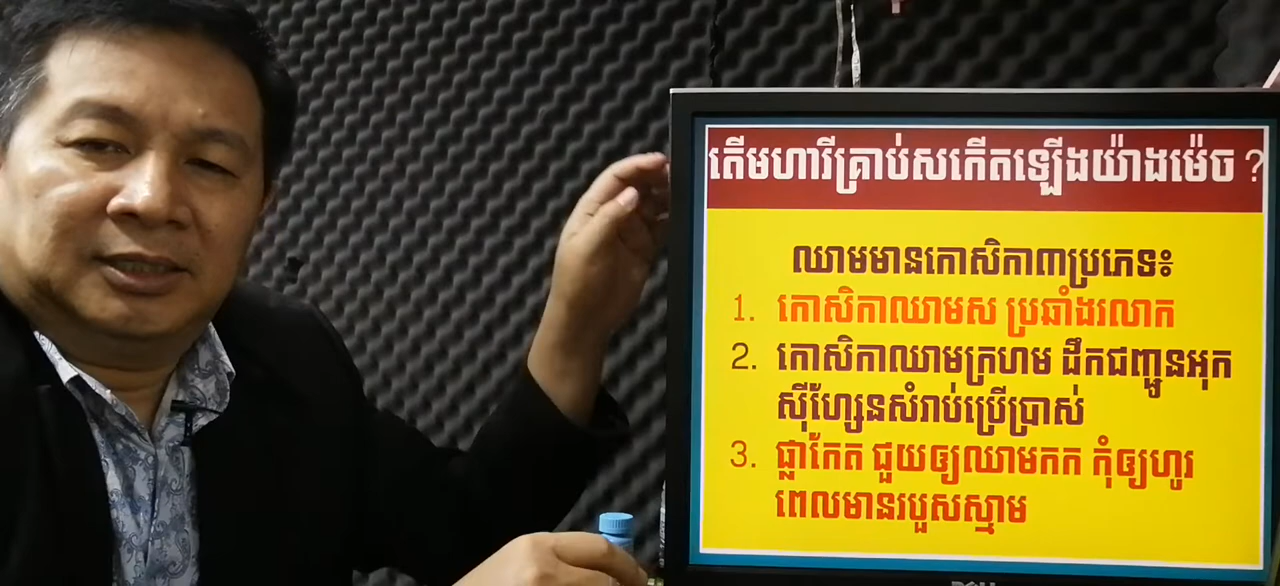 តើមហារីគ្រាប់សកើតឡើងយ៉ាងម៉េច ?
ឈាមមានកោសិកា៣ប្រភេទ៖
1. កោសិកាឈាមស ប្រឆាំងរលាក
2. កោសិកាឈាមក្រហម ដឹកជញ្ជូនអុក
ស៊ីហ្សែនសំរាប់ប្រើប្រាស់
3. ផ្លាកែត ជួយឲ្យឈាមកក កុំឲ្យហូរ
ពេលមានរបួសស្នាម